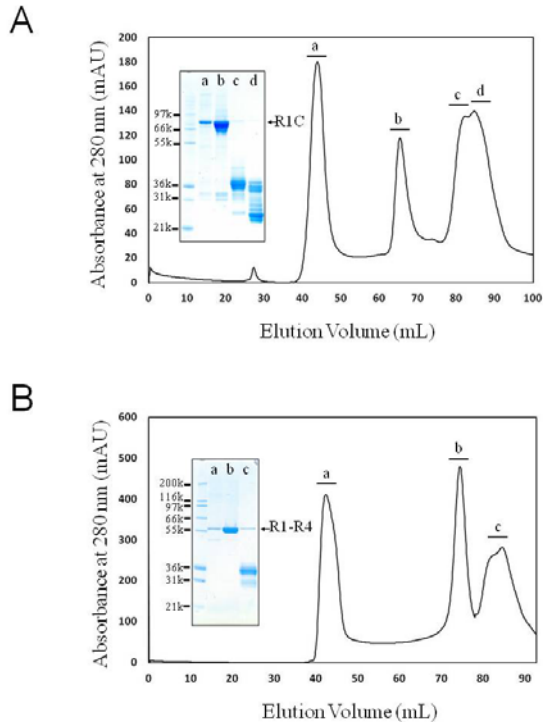 A
Absorbance at 280 nm (mAU)
200
180
160
140
120
100
80
60
40
20
0
a
b
c d
a b c d
97k
66k
55k
36k
31k
21k
R1C
0 10 20 30 40 50 60 70 80 90 100
Elution Volume (mL)
B
Absorbance at 280 nm (mAU)
600
500
400
300
200
100
0
a
b
c
a b c
200k
116k
97k
66k
55k
36k
31k
21k
R1-R4
0 10 20 30 40 50 60 70 80 90
Elution Volume (mL)